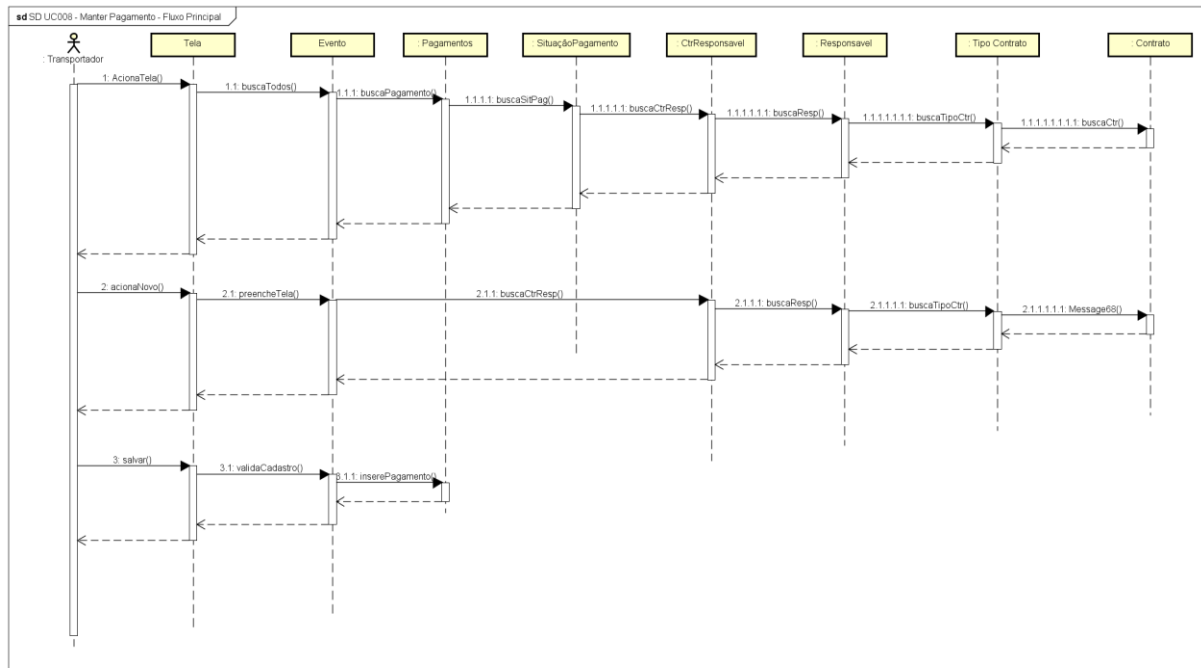 sd SD UC008 - Manter Pagamento - Fluxo Principal
: Transportador
Tela
Evento
: Pagamentos
: SituaçãoPagamento
: CtrResponsavel
: Responsavel
: Tipo Contrato
: Contrato
1: AcionaTela()
1.1: buscaTodos()
1.1.1: buscaPagamento()
1.1.1.1: buscaSitPag()
1.1.1.1.1: buscaCtrResp()
1.1.1.1.1.1: buscaResp()
1.1.1.1.1.1.1: buscaTipoCtr()
1.1.1.1.1.1.1.1: buscaCtr()
2: acionaNovo()
2.1: preencheTela()
2.1.1: buscaCtrResp()
2.1.1.1: buscaResp()
2.1.1.1.1: buscaTipoCtr()
2.1.1.1.1.1: Message68()
3: salvar()
3.1: validaCadastro()
3.1.1: inserePagamento()